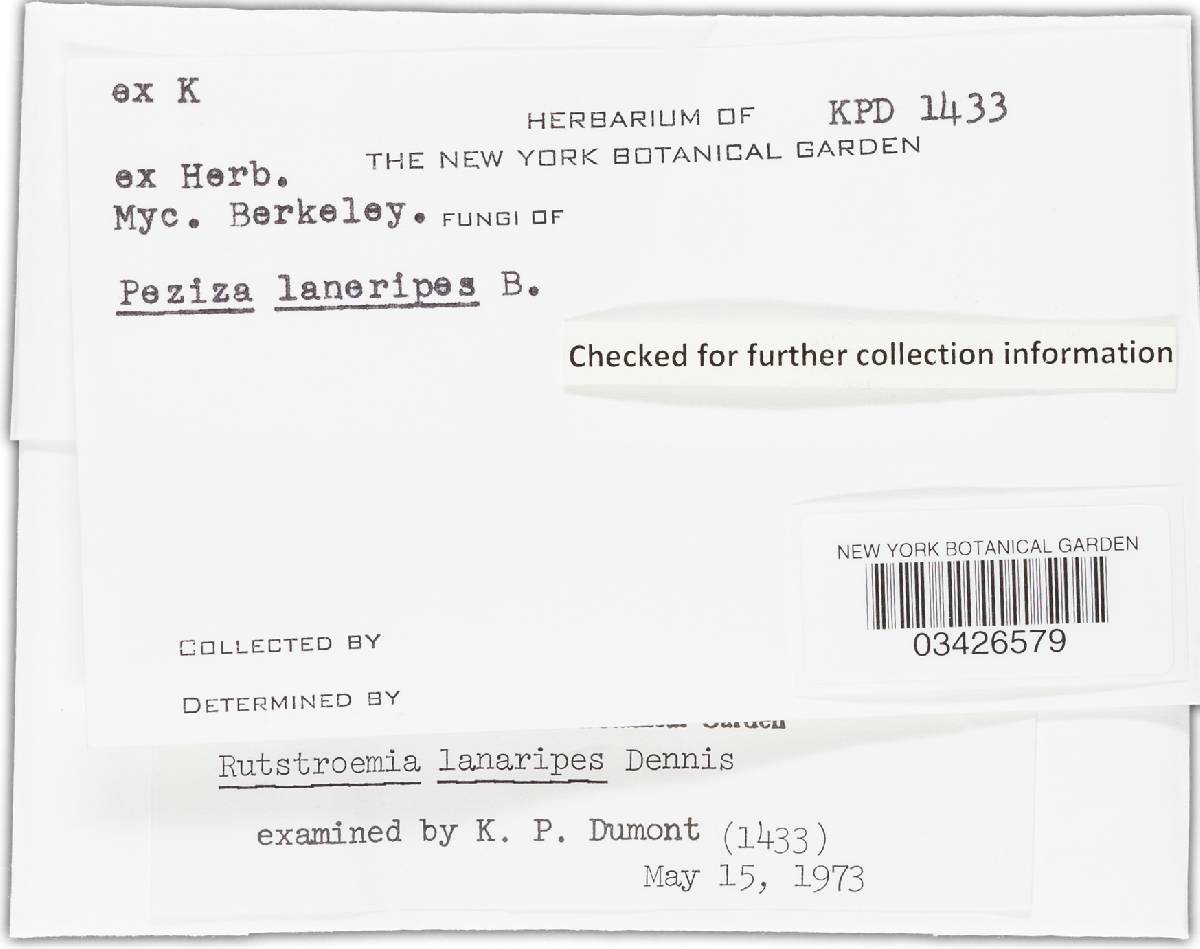 ex K
HERBARIUM OF KPD 1433
THE NEW YORK BOTANICAL GARDEN
ex Herb.
Myc. Berkeley. FUNGI OF
Peziza laneripes B.
Checked for further collection information
NEW YORK BOTANICAL GARDEN
03426579
COLLECTED BY
DETERMINED BY
Garden
Rutstroemia lanaripes Dennis
examined by K. P. Dumont (1433)
May 15, 1973